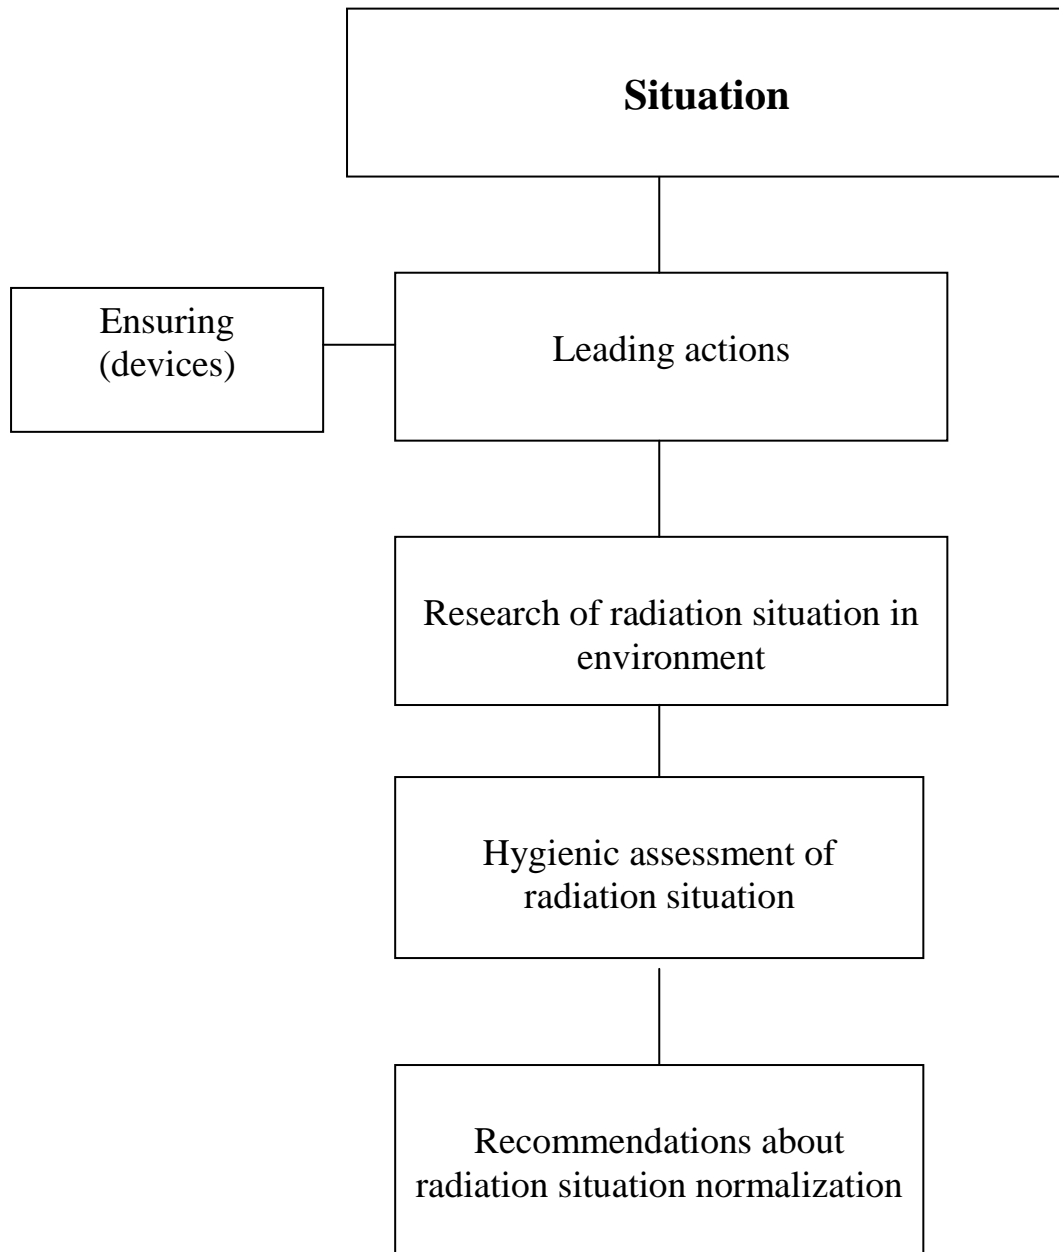 Situation
Ensuring
(devices)
Leading actions
Research of radiation situation in
environment
Hygienic assessment of
radiation situation
Recommendations about
radiation situation normalization